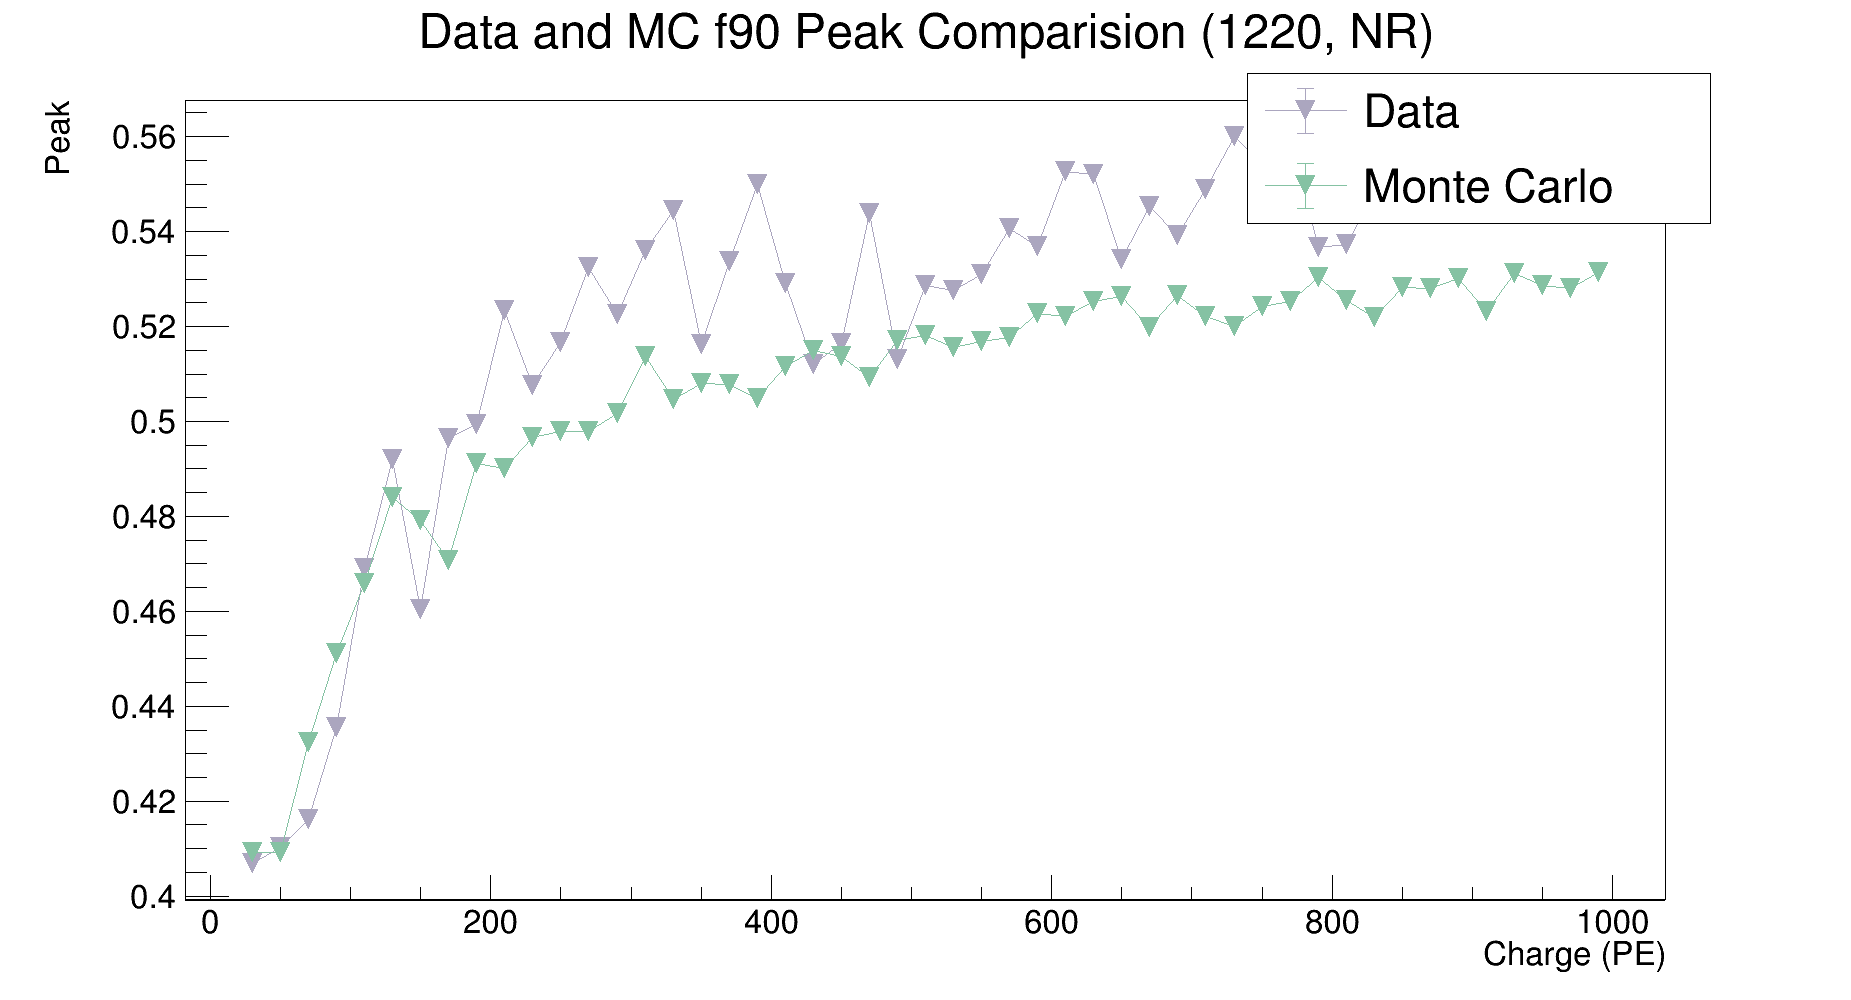 Data and MC f90 Peak Comparision (1220, NR)
Peak
Data
Monte Carlo
0.56
0.54
0.52
0.5
0.48
0.46
0.44
0.42
0.4
0 200 400 600 800 1000
Charge (PE)